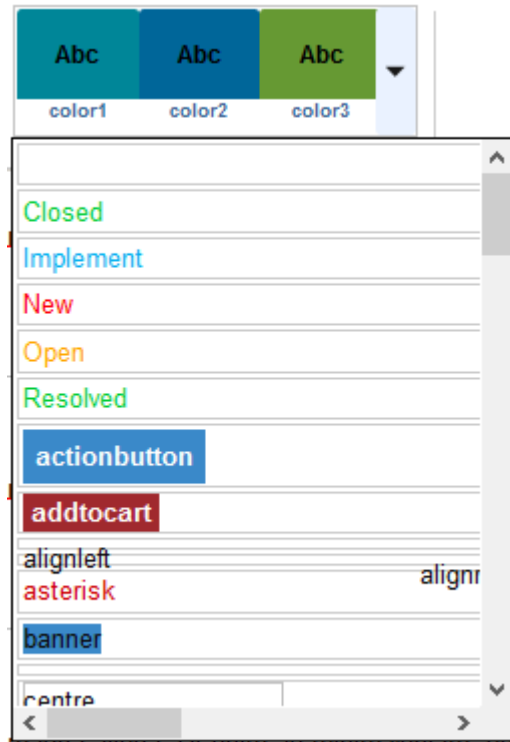 Abc Abc Abc
color1 color2 color3
Closed
Implement
New
Open
Resolved
actionbutton
addtocart
alignleft
asterisk
banner
centre